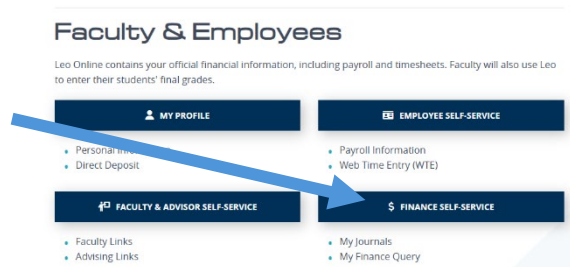 Faculty & Employees
Leo Online contains your official financial information, including payroll and timesheets. Faculty will also use Leo
to enter their students' final grades.
MY PROFILE
EMPLOYEE SELF-SERVICE
Personal
Direct Deposit
Payroll Information
Web Time Entry (WTE)
FACULTY & ADVISOR SELF-SERVICE
$ FINANCE SELF-SERVICE
Faculty Links
Advising Links
My Journals
My Finance Query